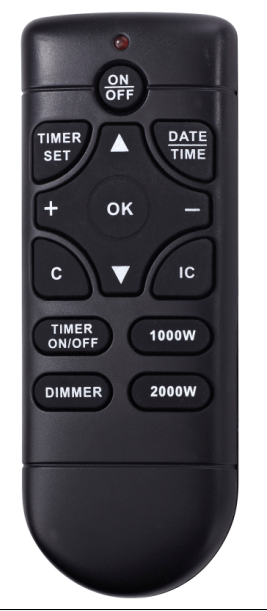 ON
OFF
TIMER
SET
DATE
TIME
+
OK
−
C
IC
TIMER
ON/OFF
1000W
DIMMER
2000W